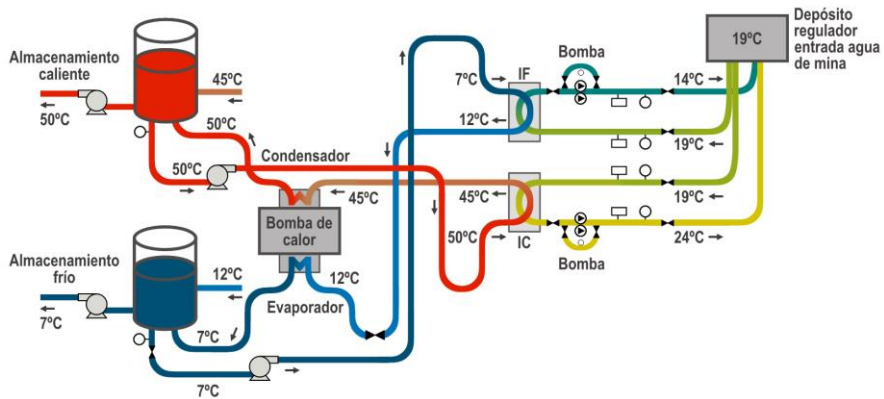 Almacenamiento
caliente
45ºC
50ºC
50ºC
50ºC
Condensador
45ºC
Bomba de
calor
Evaporador
12ºC
Almacenamiento
frío
12ºC
7ºC
7ºC
7ºC
7ºC
IF
12ºC
Bomba
14ºC
19ºC
19ºC
Depósito
regulador
entrada agua
de mina
45ºC
19ºC
50ºC
IC
24ºC
Bomba